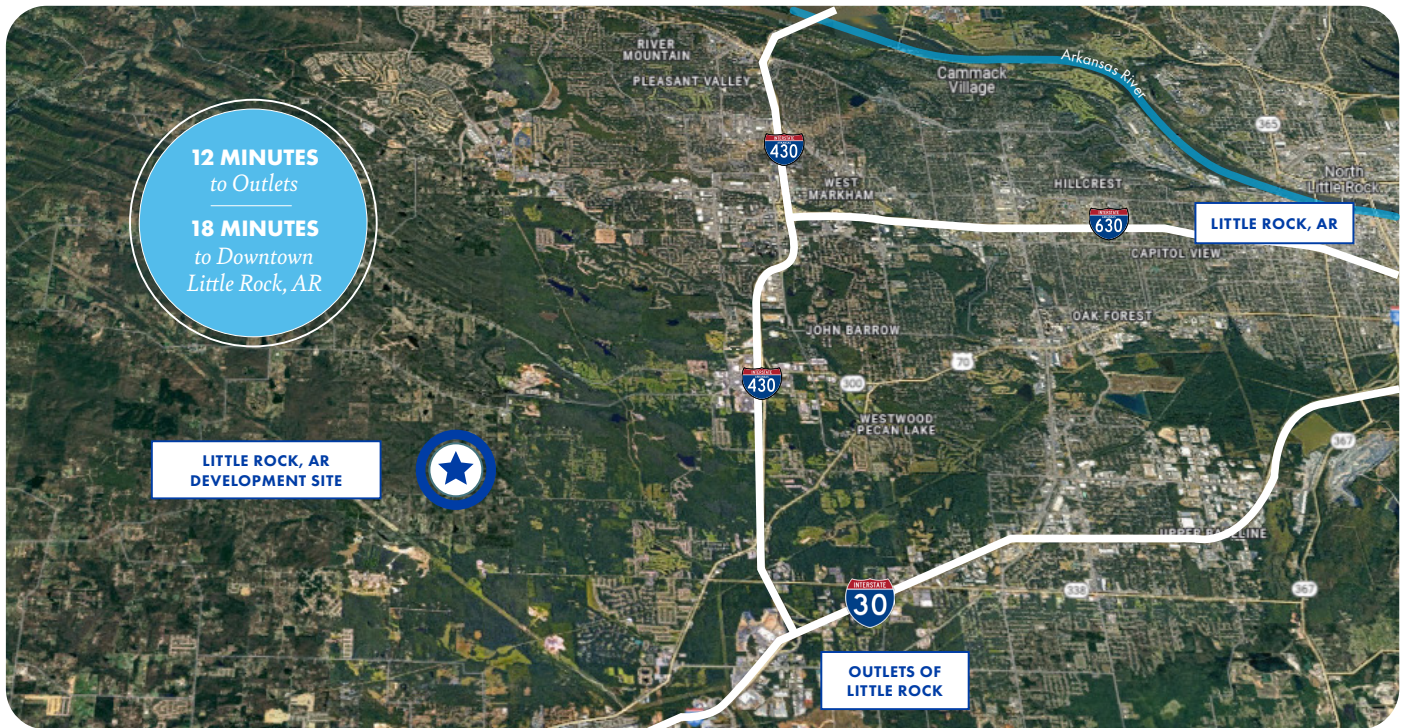 RIVER
MOUNTAIN
PLEASANT VALLEY
Cammack
Village
Arkansas River
365
12 MINUTES
to Outlets
18 MINUTES
to Downtown
Little Rock, AR
INTERSTATE
430
WEST
MARKHAM
HILLCREST
North
Little Rock
INTERSTATE
630
LITTLE ROCK, AR
CAPITOL VIEW
OAK FOREST
JOHN BARROW
70
INTERSTATE
430
300
WESTWOOD
PECAN LAKE
367
LITTLE ROCK, AR
DEVELOPMENT SITE
INTERSTATE
30
338
367
OUTLETS OF
LITTLE ROCK